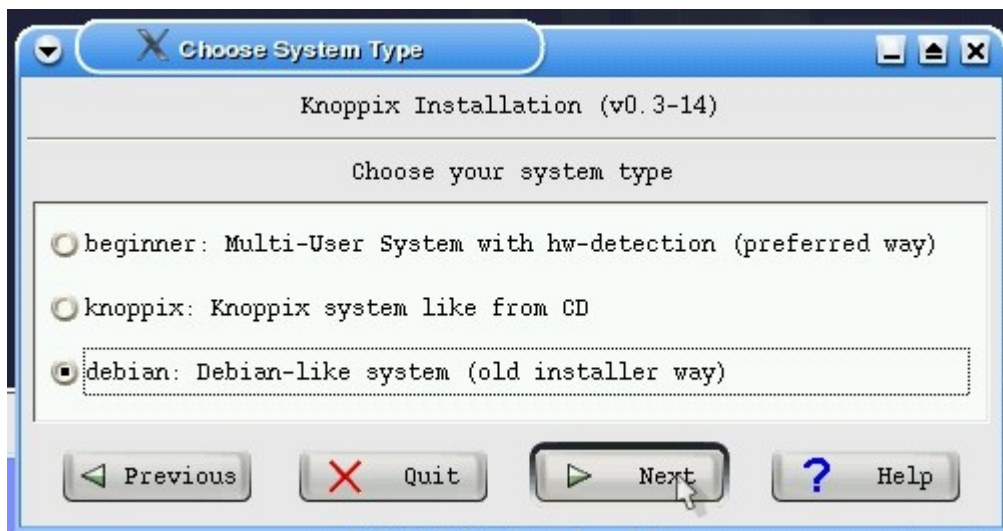 Choose System Type
Knoppix Installation (v0.3-14)
Choose your system type
beginner: Multi-User System with hw-detection (preferred way)
knoppix: Knoppix system like from CD
debian: Debian-like system (old installer way)
Previous Quit Next ? Help